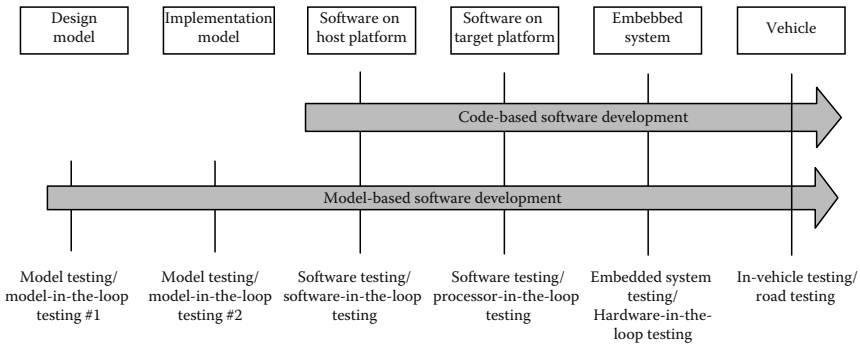 Design
model
Implementation
model
Software on
host platform
Software on
target platform
Embebbed
system
Vehicle
Code-based software development
Model-based software development
Model testing/
model-in-the-loop
testing #1
Model testing/
model-in-the-loop
testing #2
Software testing/
software-in-the-loop
testing
Software testing/
processor-in-the-loop
testing
Embedded system
testing/
Hardware-in-the-
loop testing
In-vehicle testing/
road testing